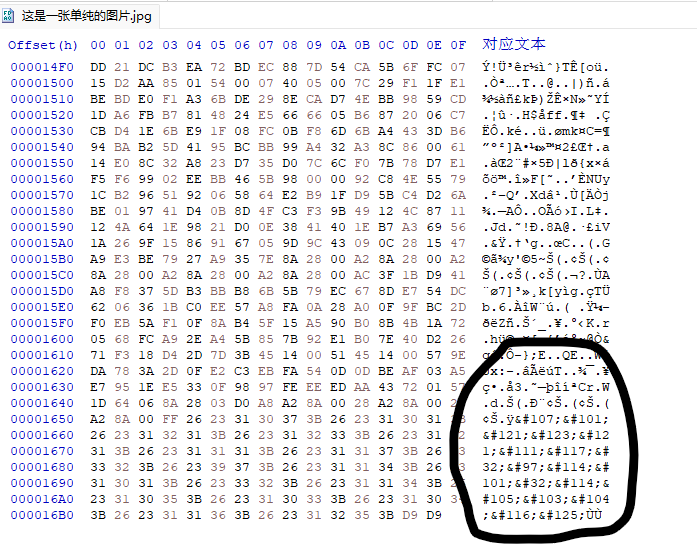 这是一张单纯的图片.jpg
Offset(h) 00 01 02 03 04 05 06 07 08 09 0A 0B 0C 0D 0E 0F 对应文本
000014F0 DD 21 DC B3 EA 72 BD EC 88 7D 54 CA 5B 6F FC 07 Ý!Ü³êr½ìˆ}TÊ[oü.
00001500 15 D2 AA 85 01 54 00 07 40 05 00 7C 29 F1 1F E1 .Òª….T..@..|)ñ.á
00001510 BE BD E0 F1 A3 6B DE 29 8E CA D7 4E BB 98 59 CD ¾½àñ£kÞ)ŽÊ×N»˜YÍ
00001520 1D A6 FB B7 81 48 24 E5 66 66 05 B6 87 20 06 C7 .¦û·.H$åff.¶‡ .Ç
00001530 CB D4 1E 6B E9 1F 08 FC 0B F8 6D 6B A4 43 3D B6 ËÔ.ké..ü.ømk¤C=¶
00001540 94 BA B2 5D 41 95 BC BB 99 A4 32 A3 8C 86 00 61 ”º²]A•¼»™¤2£Œ†.a
00001550 14 E0 8C 32 A8 23 D7 35 D0 7C 6C F0 7B 78 D7 E1 .àŒ2¨#×5Ð|lð{x×á
00001560 F5 F6 99 02 EE BB 46 5B 98 00 00 92 C8 4E 55 79 õö™.î»F[˜..’ÈNUy
00001570 1C B2 96 51 92 06 58 64 E2 B9 1F D9 5B C4 D2 6A .²–Q’.Xdâ¹.Ù[ÄÒj
00001580 BE 01 97 41 D4 0B 8D 4F C3 F3 9B 49 12 4C 87 11 ¾.—AÔ..OÃó›I.L‡.
00001590 12 4A 64 1E 98 21 D0 0E 38 41 40 1E B7 A3 69 56 .Jd.˜!Ð.8A@.·£iV
000015A0 1A 26 9F 15 86 91 67 05 9D 9C 43 09 0C 28 15 47 .&Ÿ.†‘g..œC..(.G
000015B0 A9 E3 BE 79 27 A9 35 7E 8A 28 00 A2 8A 28 00 A2 ©ã¾y'©5~Š(.¢Š(.¢
000015C0 8A 28 00 A2 8A 28 00 A2 8A 28 00 AC 3F 1B D9 41 Š(.¢Š(.¢Š(.¬?.ÙA
000015D0 A8 F8 37 5D B3 BB B8 6B 5B 79 EC 67 8D E7 54 DC ¨ø7]³»¸k[yìg.çTÜ
000015E0 62 06 36 1B C0 EE 57 A8 FA 0A 28 A0 0F 9F BC 2D b.6.ÀîW¨ú.( .Ÿ¼-
000015F0 F0 EB 5A F1 0F 8A B4 5F 15 A5 90 B0 8B 4B 1A 72 ðëZñ.Š´_.¥.°‹K.r
00001600 05 68 FC A9 2E A4 5B 85 7B 92 E1 B0 7E 40 D2 26
00001610 71 F3 18 D4 2D 7D 3B 45 14 00 51 45 14 00 57 9E
00001620 DA 78 3A 2D 0F E2 C3 EB FA 54 0D 0D BE AF 03 A5
00001630 E7 95 1E E5 33 0F 98 97 FE EE ED AA 43 72 01 57
00001640 1D 64 06 8A 28 03 D0 A8 A2 8A 00 28 A2 8A 00 28
00001650 A2 8A 00 FF 26 23 31 30 37 3B 26 23 31 30 31 3B ¢Š.ÿ&#107;&#101
00001660 26 23 31 32 31 3B 26 23 31 32 33 3B 26 23 31 32 &#121;&#123;&#12
00001670 31 3B 26 23 31 31 31 3B 26 23 31 31 37 3B 26 23 1;&#111;&#117;&#
00001680 33 32 3B 26 23 39 37 3B 26 23 31 31 34 3B 26 23 32;&#97;&#114;&#
00001690 31 30 31 3B 26 23 33 32 3B 26 23 31 31 34 3B 26 101;&#32;&#114;&
000016A0 23 31 30 35 3B 26 23 31 30 33 3B 26 23 31 30 34 #105;&#103;&#104
000016B0 3B 26 23 31 31 36 3B 26 23 31 32 35 3B D9 D9 ;&#116;&#125;ÙÙ